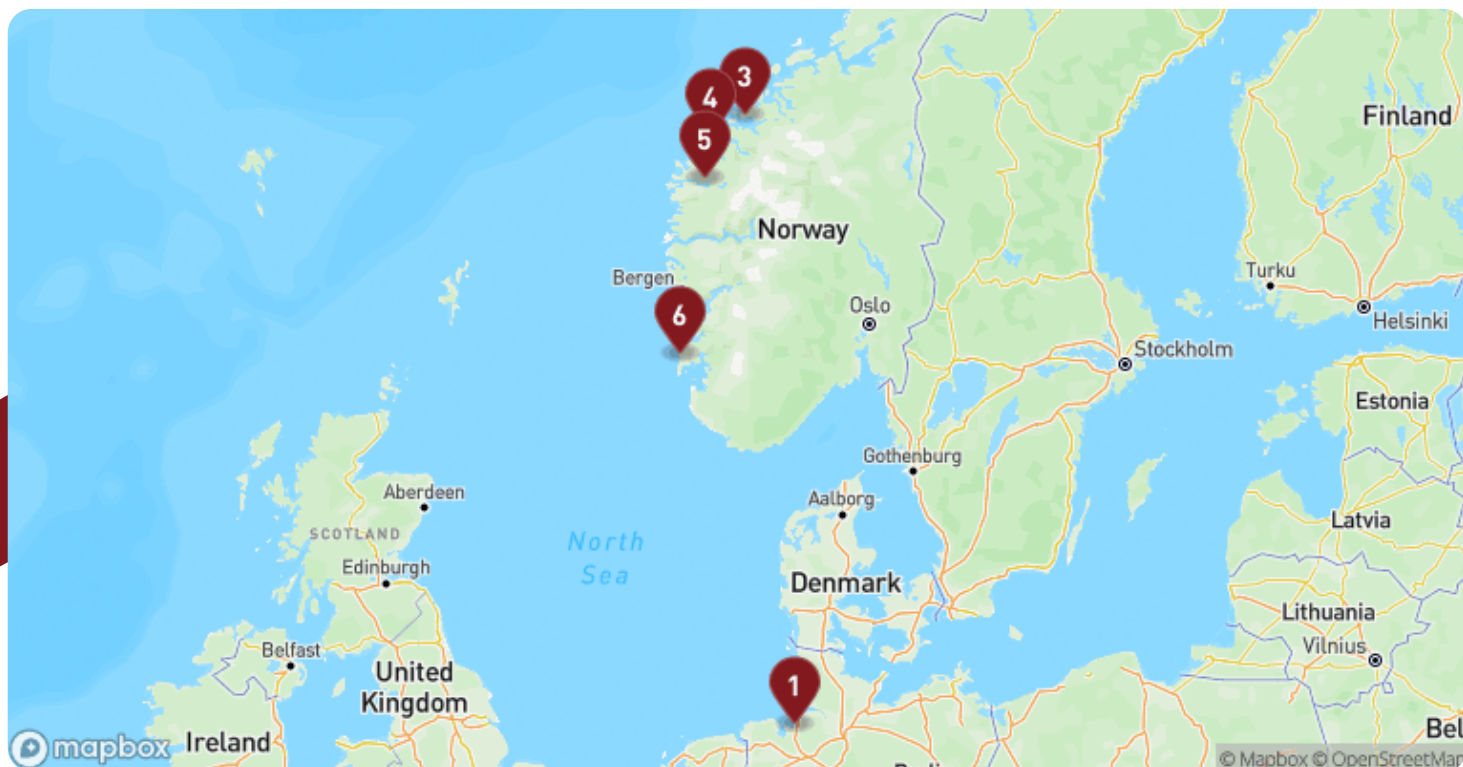 3
4
5
Finland
Norway
Bergen
Turku
6
Oslo
Helsinki
Stockholm
Estonia
Gothenburg
Aberdeen
Aalborg
SCOTLAND
Latvia
North
Sea
Edinburgh
Denmark
Lithuania
Belfast
Vilnius
United
Kingdom
1
mapbox
Ireland
Bel
© Mapbox © OpenStreetMap